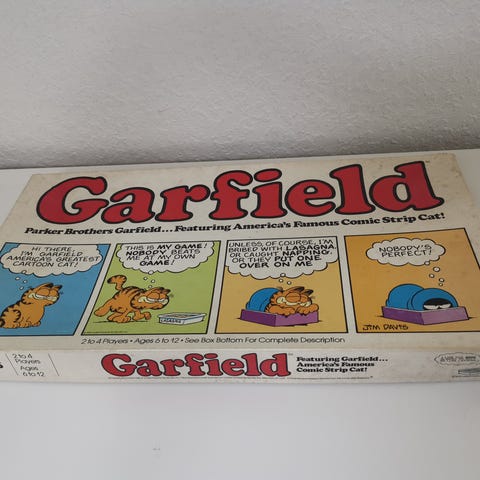 Garfield
Parker Brothers Garfield... Featuring America's Famous Comic Strip Cat!
HI THERE,
I'M GARFIELD
AMERICA'S GREATEST
CARTOON CAT!
THIS IS MY GAME!
NOBODY BEATS
ME AT MY OWN
GAME!
LASAGNA
UNLESS, OF COURSE, I'M
BRIBED WITH LASAGNA,
OR CAUGHT NAPPING.
OR THEY PUT ONE
OVER ON ME
NOBODY'S
PERFECT!
JIM DAVIS
2 to 4 Players • Ages 6 to 12 • See Box Bottom For Complete Description
2 to 4
Players
Ages
6 to 12
Garfield
Featuring Garfield...
America's Famous
Comic Strip Cat!